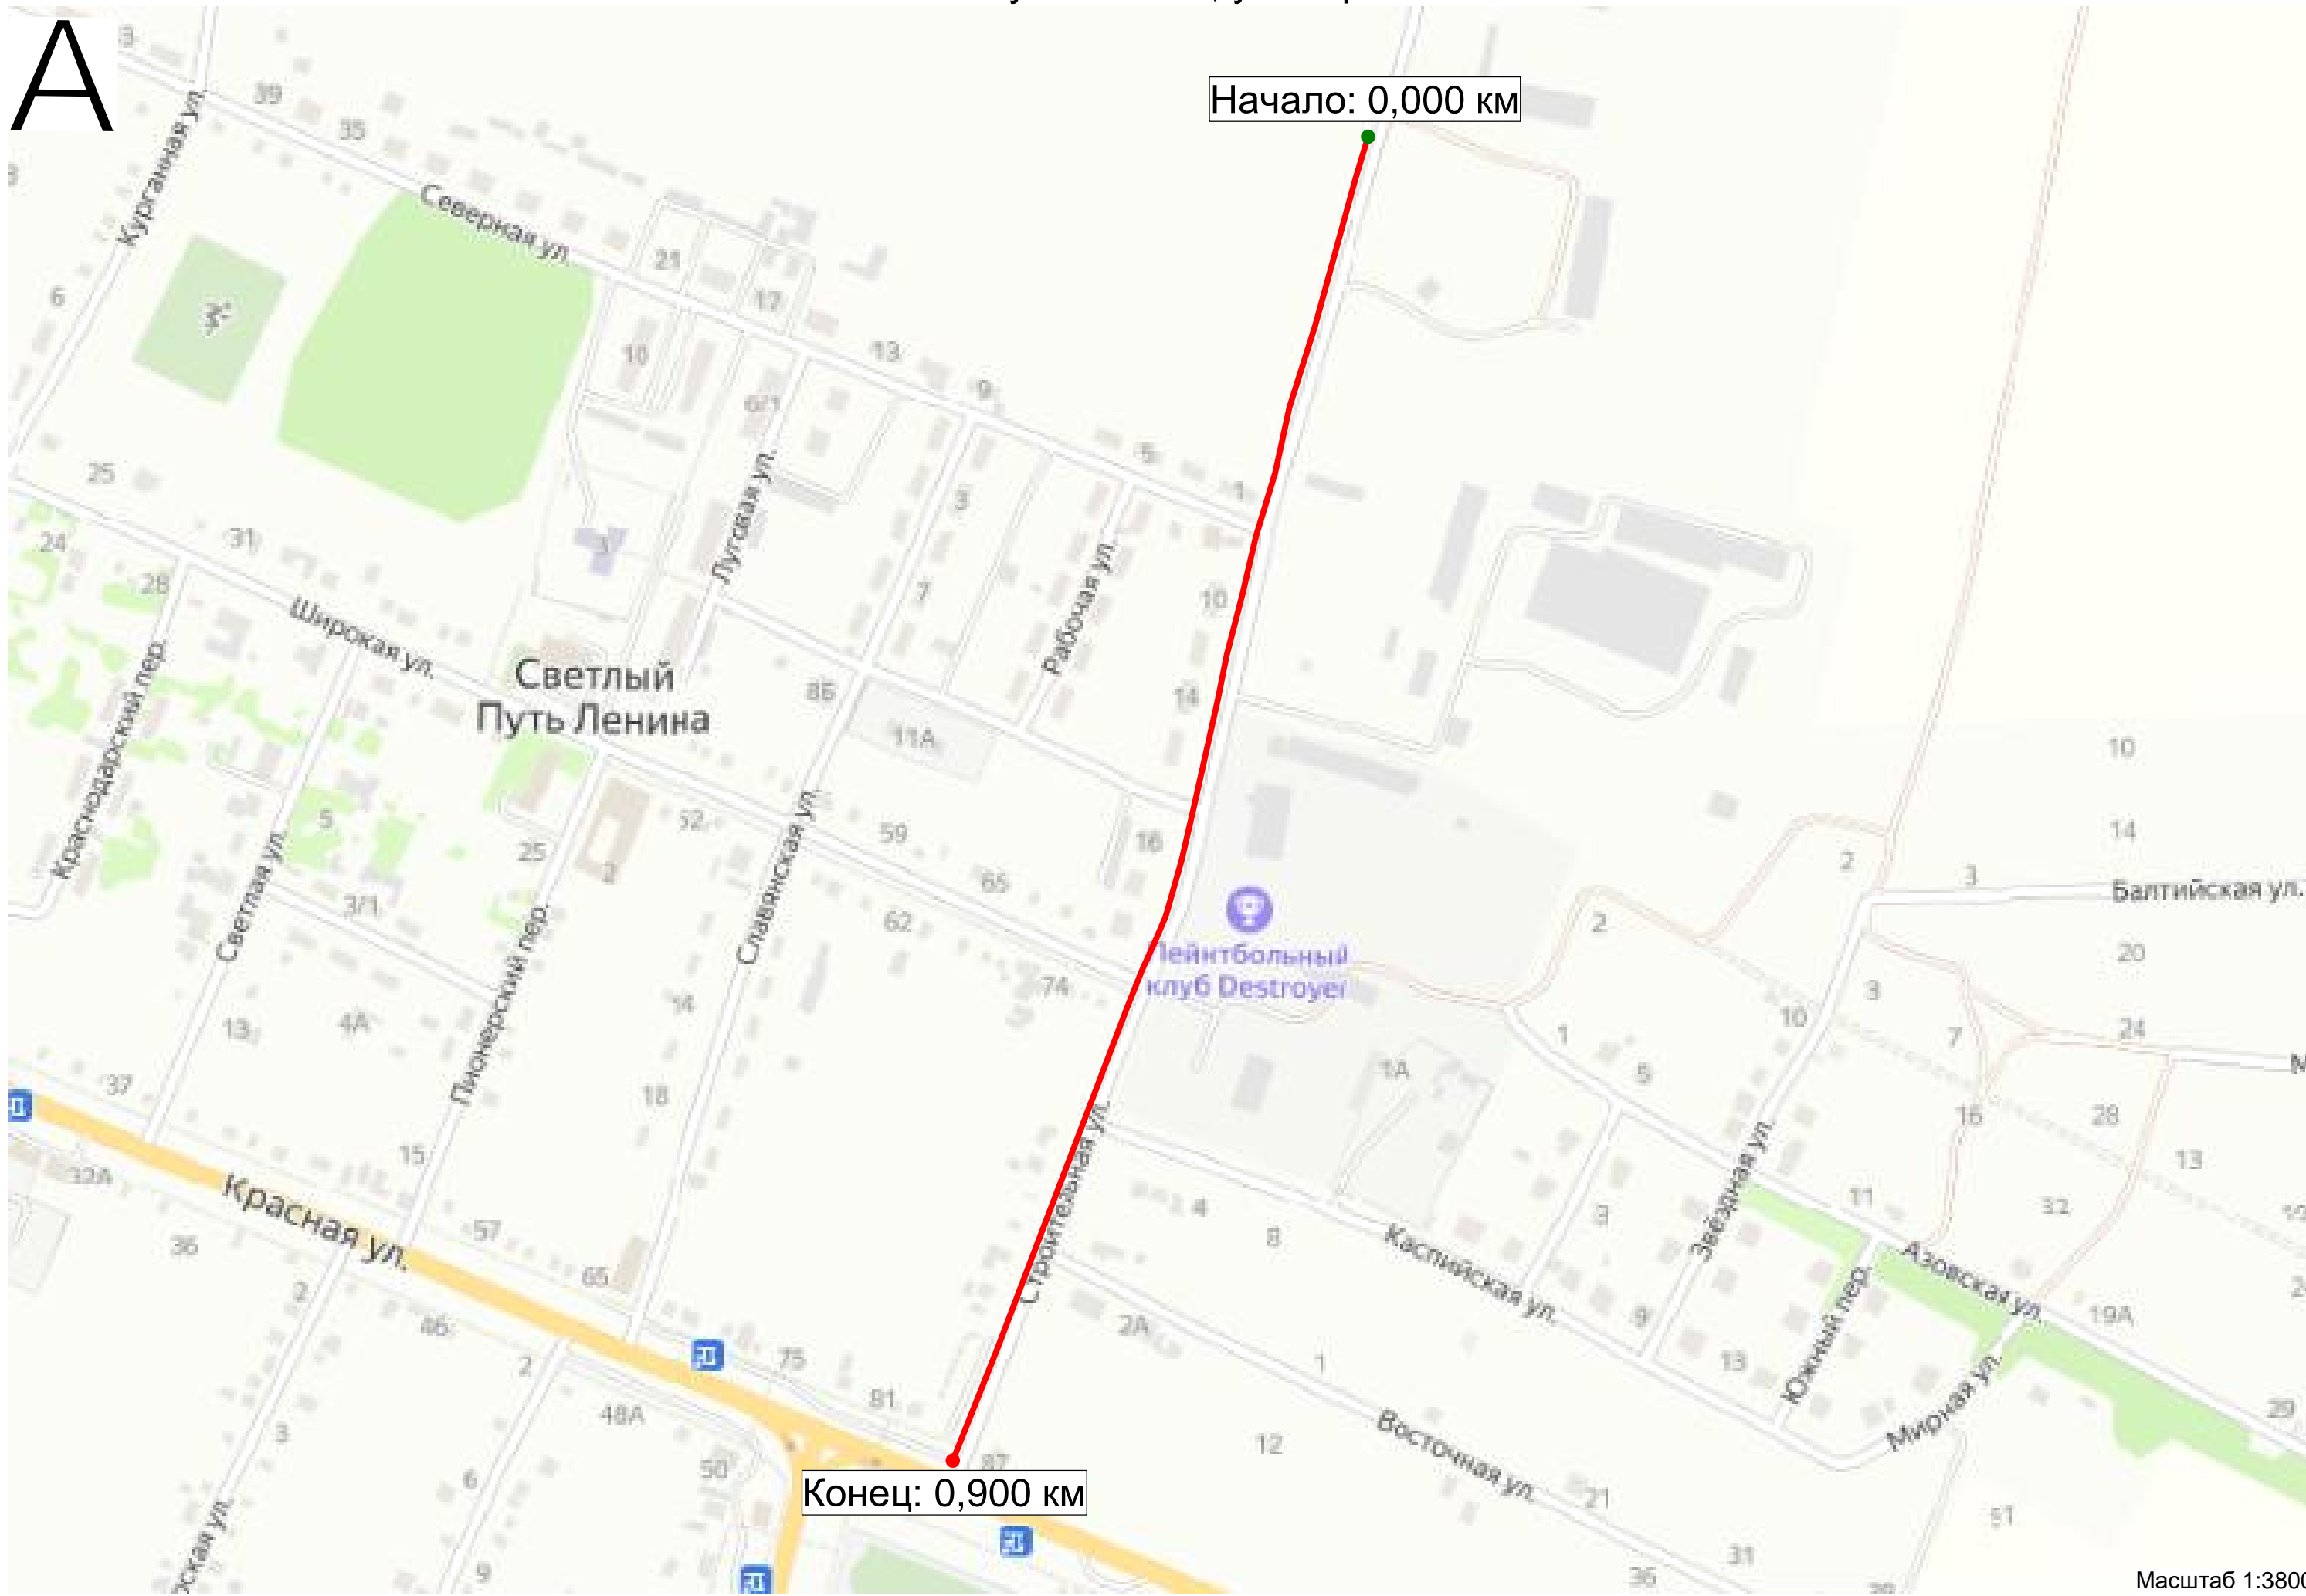 А
Начало: 0,000 км
39
35
Курганная ул.
Северная ул.
21
17
6
10
13
9
6/1
5
1
25
3
Луговая ул.
8
24
31
28
7
10
Рабочая ул.
Широкая ул.
Светлый
Путь Ленина
8Б
14
11А
Краснодарский пер.
10
5
52
59
16
14
25
2
65
2
3
Балтийская ул.
Светлая ул.
3/1
Славянская ул.
62
2
Пейнтбольный
клуб Destroyer
20
74
3
14
10
13
4А
Пионерский пер.
1
7
24
37
18
1А
5
16
28
Строительная ул.
15
13
32А
Красная ул.
57
4
11
32
36
8
3
Звёздная ул.
Каспийская ул.
Азовская ул.
65
2
46
2А
9
19А
Южный пер.
2
75
1
13
81
48А
Мирная ул.
29
3
12
Восточная ул.
50
87
6
Конец: 0,900 км
21
51
31
9
36
Масштаб 1:3800